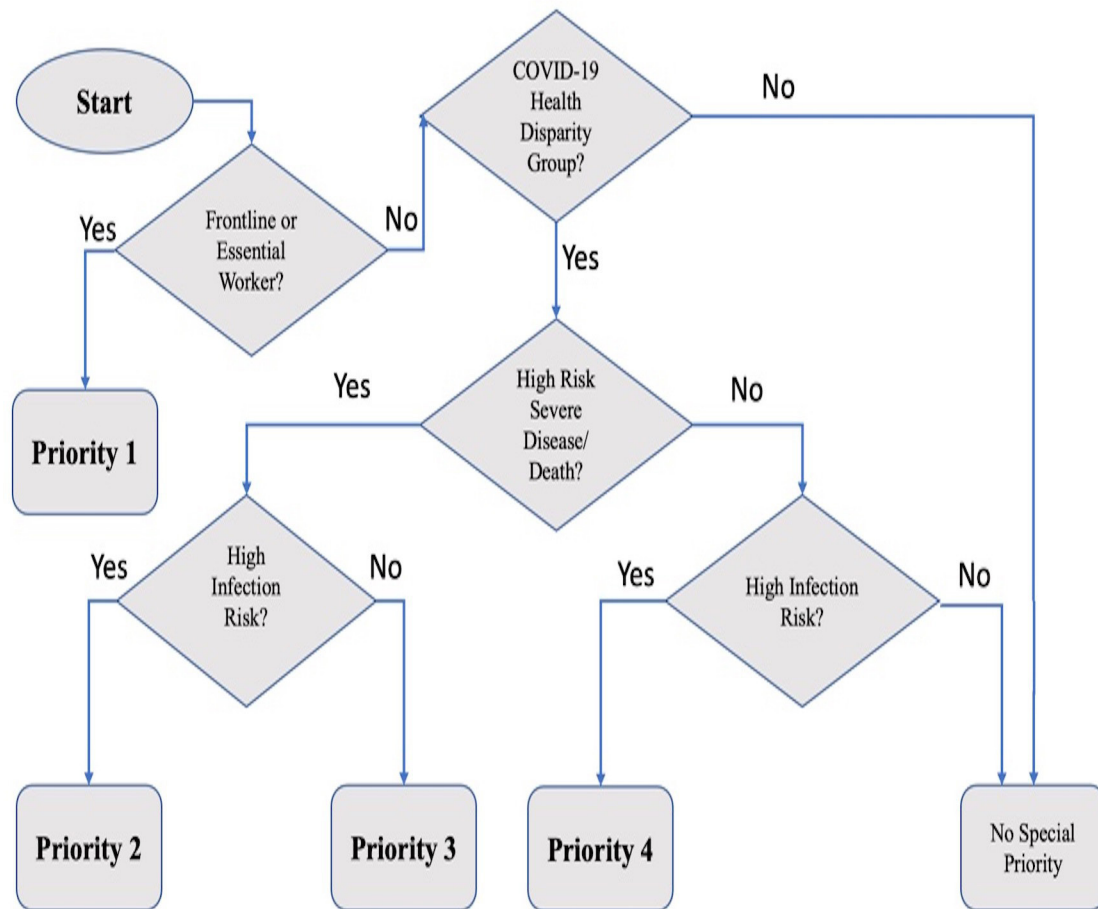 Start
COVID-19
Health
Disparity
Group?
No
Yes
Frontline or
Essential
Worker?
No
Yes
Priority 1
High Risk
Severe
Disease/
Death?
Yes
No
High
Infection
Risk?
Yes
No
High Infection
Risk?
Yes
No
Priority 2
Priority 3
Priority 4
No Special
Priority